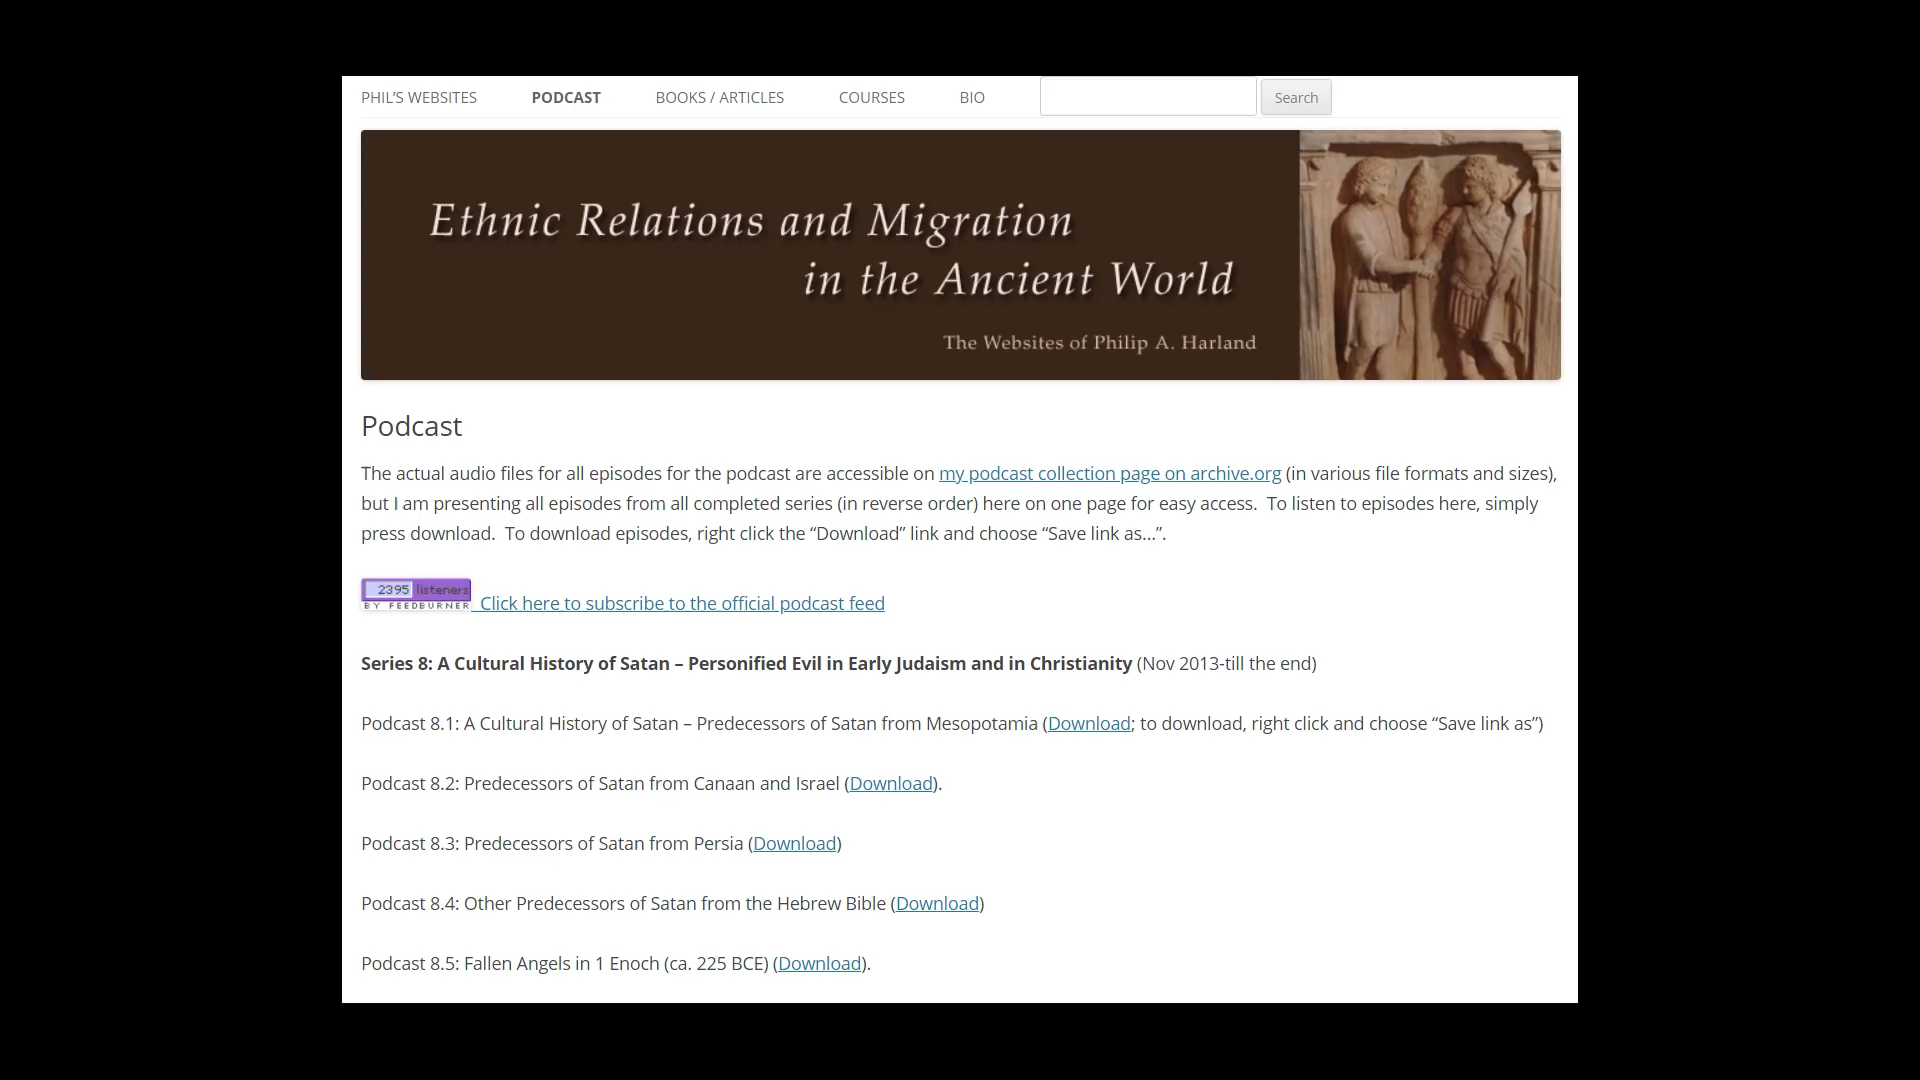 PHIL’S WEBSITES PODCAST BOOKS / ARTICLES COURSES BIO Search
Ethnic Relations and Migration
in the Ancient World
The Websites of Philip A. Harland
Podcast
The actual audio files for all episodes for the podcast are accessible on my podcast collection page on archive.org (in various file formats and sizes),
but I am presenting all episodes from all completed series (in reverse order) here on one page for easy access.  To listen to episodes here, simply
press download.  To download episodes, right click the “Download” link and choose “Save link as…”.
2395 listeners
BY FEEDBURNER
Click here to subscribe to the official podcast feed
Series 8: A Cultural History of Satan – Personified Evil in Early Judaism and in Christianity (Nov 2013-till the end)
Podcast 8.1: A Cultural History of Satan – Predecessors of Satan from Mesopotamia (Download; to download, right click and choose “Save link as”)
Podcast 8.2: Predecessors of Satan from Canaan and Israel (Download).
Podcast 8.3: Predecessors of Satan from Persia (Download)
Podcast 8.4: Other Predecessors of Satan from the Hebrew Bible (Download)
Podcast 8.5: Fallen Angels in 1 Enoch (ca. 225 BCE) (Download).